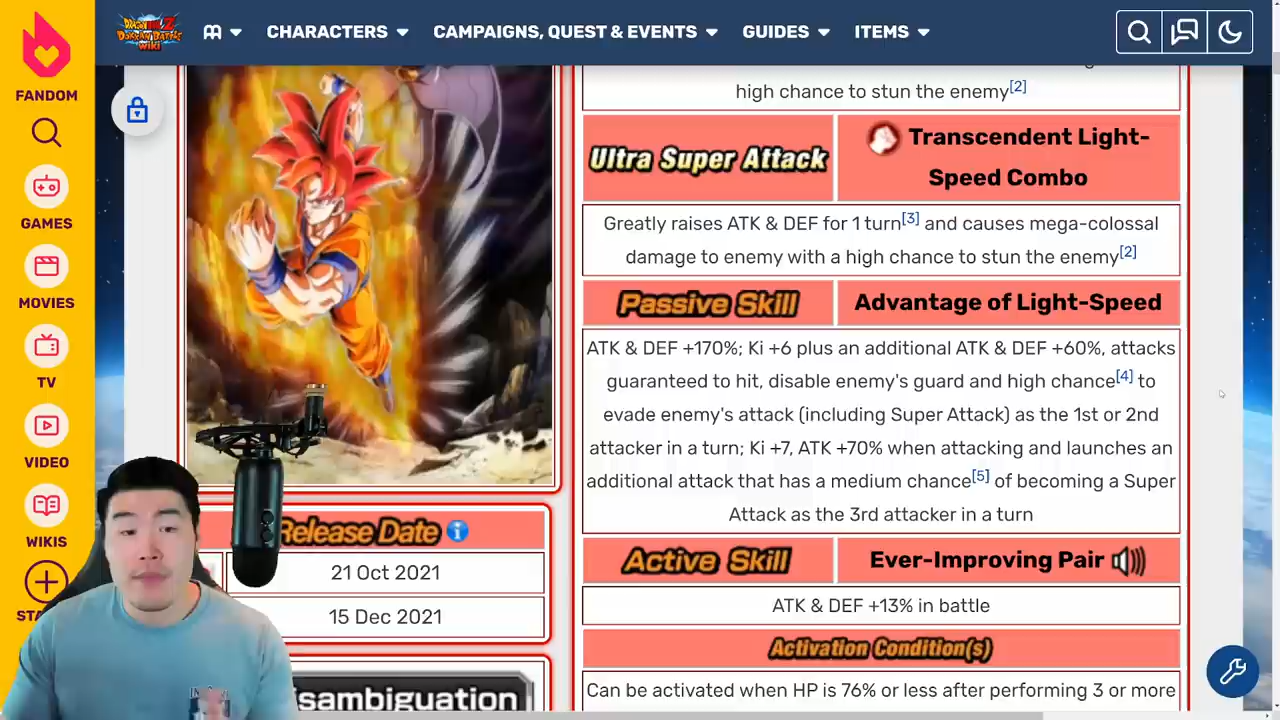 DRAGON BALL Z
DOKKAN BATTLE
WIKI
CHARACTERS
CAMPAIGNS, QUEST & EVENTS
GUIDES
ITEMS
FANDOM
GAMES
MOVIES
TV
VIDEO
WIKIS
high chance to stun the enemy[2]
Ultra Super Attack
Transcendent Light-
Speed Combo
Greatly raises ATK & DEF for 1 turn[3] and causes mega-colossal
damage to enemy with a high chance to stun the enemy[2]
Passive Skill
Advantage of Light-Speed
ATK & DEF +170%; Ki +6 plus an additional ATK & DEF +60%, attacks
guaranteed to hit, disable enemy's guard and high chance[4] to
evade enemy's attack (including Super Attack) as the 1st or 2nd
attacker in a turn; Ki +7, ATK +70% when attacking and launches an
additional attack that has a medium chance[5] of becoming a Super
Attack as the 3rd attacker in a turn
Active Skill
Ever-Improving Pair
ATK & DEF +13% in battle
Activation Condition(s)
Can be activated when HP is 76% or less after performing 3 or more
Release Date
21 Oct 2021
15 Dec 2021
isambiguation